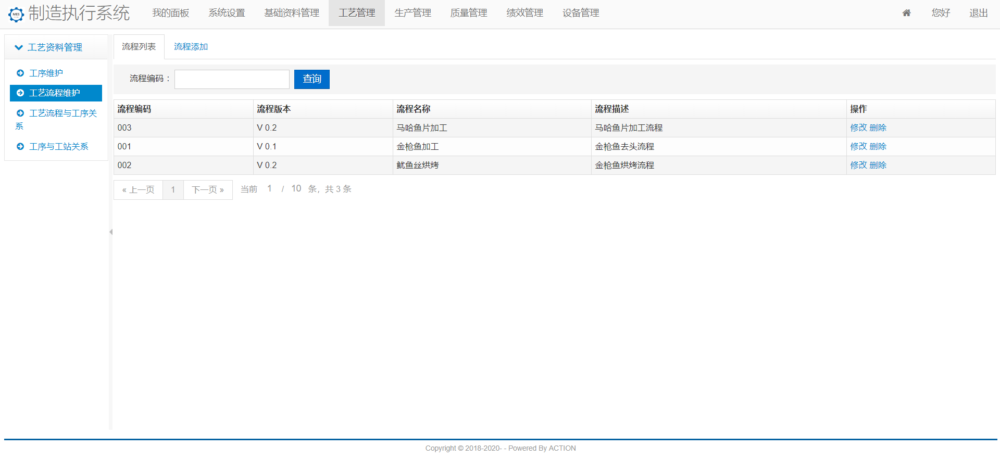 MES
制造执行系统 我的面板 系统设置 基础资料管理 工艺管理 生产管理 质量管理 绩效管理 设备管理 您好 退出
工艺资料管理
工序维护
工艺流程维护
工艺流程与工序关
系
工序与工站关系
流程列表 流程添加
流程编码： 查询
流程编码 流程版本 流程名称 流程描述 操作
003 V 0.2 马哈鱼片加工 马哈鱼片加工流程 修改 删除
001 V 0.1 金枪鱼加工 金枪鱼去头流程 修改 删除
002 V 0.2 鱿鱼丝烘烤 金枪鱼烘烤流程 修改 删除
« 上一页 1 下一页 » 当前 1 / 10 条，共 3 条
Copyright © 2018-2020- - Powered By ACTION